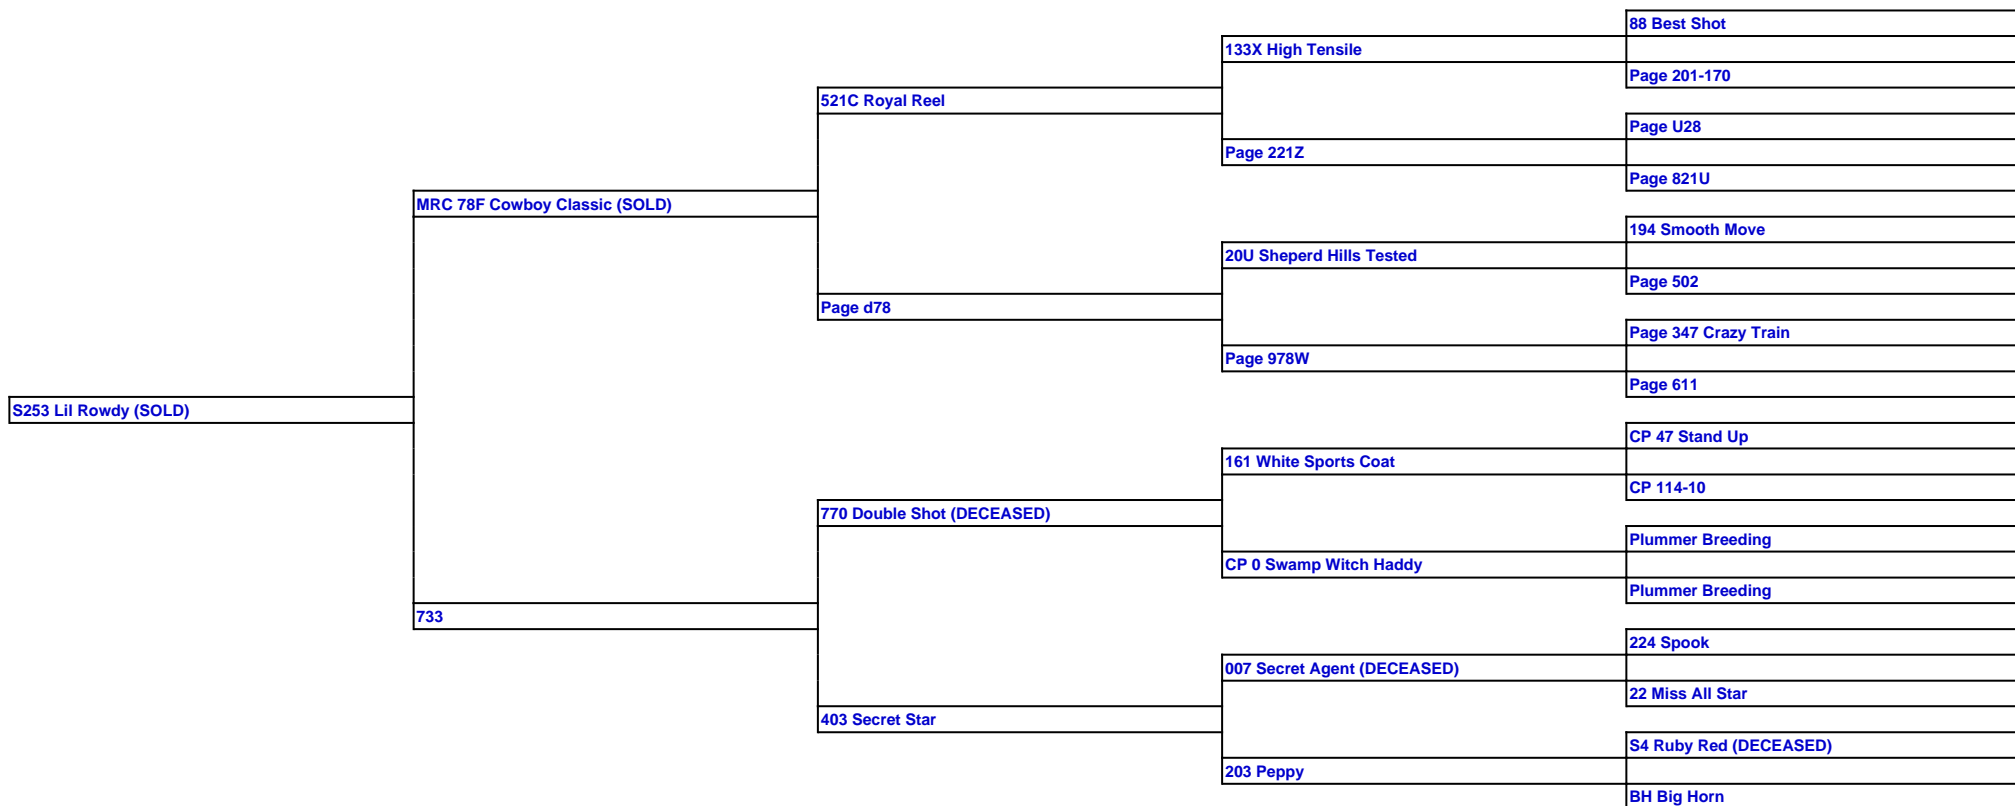 88 Best Shot
133X High Tensile
Page 201-170
521C Royal Reel
Page U28
Page 221Z
Page 821U
MRC 78F Cowboy Classic (SOLD)
194 Smooth Move
20U Sheperd Hills Tested
Page 502
Page d78
Page 347 Crazy Train
Page 978W
Page 611
S253 Lil Rowdy (SOLD)
CP 47 Stand Up
161 White Sports Coat
CP 114-10
770 Double Shot (DECEASED)
Plummer Breeding
CP 0 Swamp Witch Haddy
Plummer Breeding
733
224 Spook
007 Secret Agent (DECEASED)
22 Miss All Star
403 Secret Star
S4 Ruby Red (DECEASED)
203 Peppy
BH Big Horn